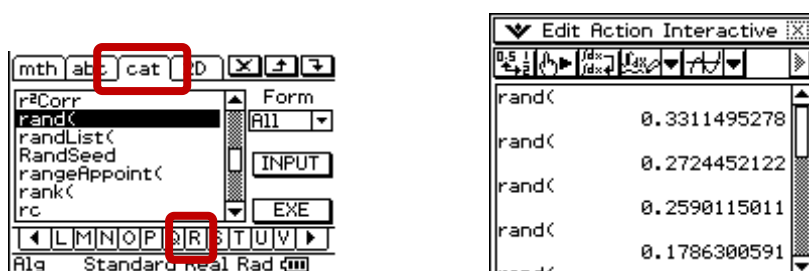 mth abc cat 2D
r²Corr
rand(
randList(
RandSeed
rangeAppoint(
rank(
rc
Form
All
INPUT
EXE
L M N O P Q R S T U V
Alg Standard Real Rad
Edit Action Interactive
rand(
0.3311495278
rand(
0.2724452122
rand(
0.2590115011
rand(
0.1786300591